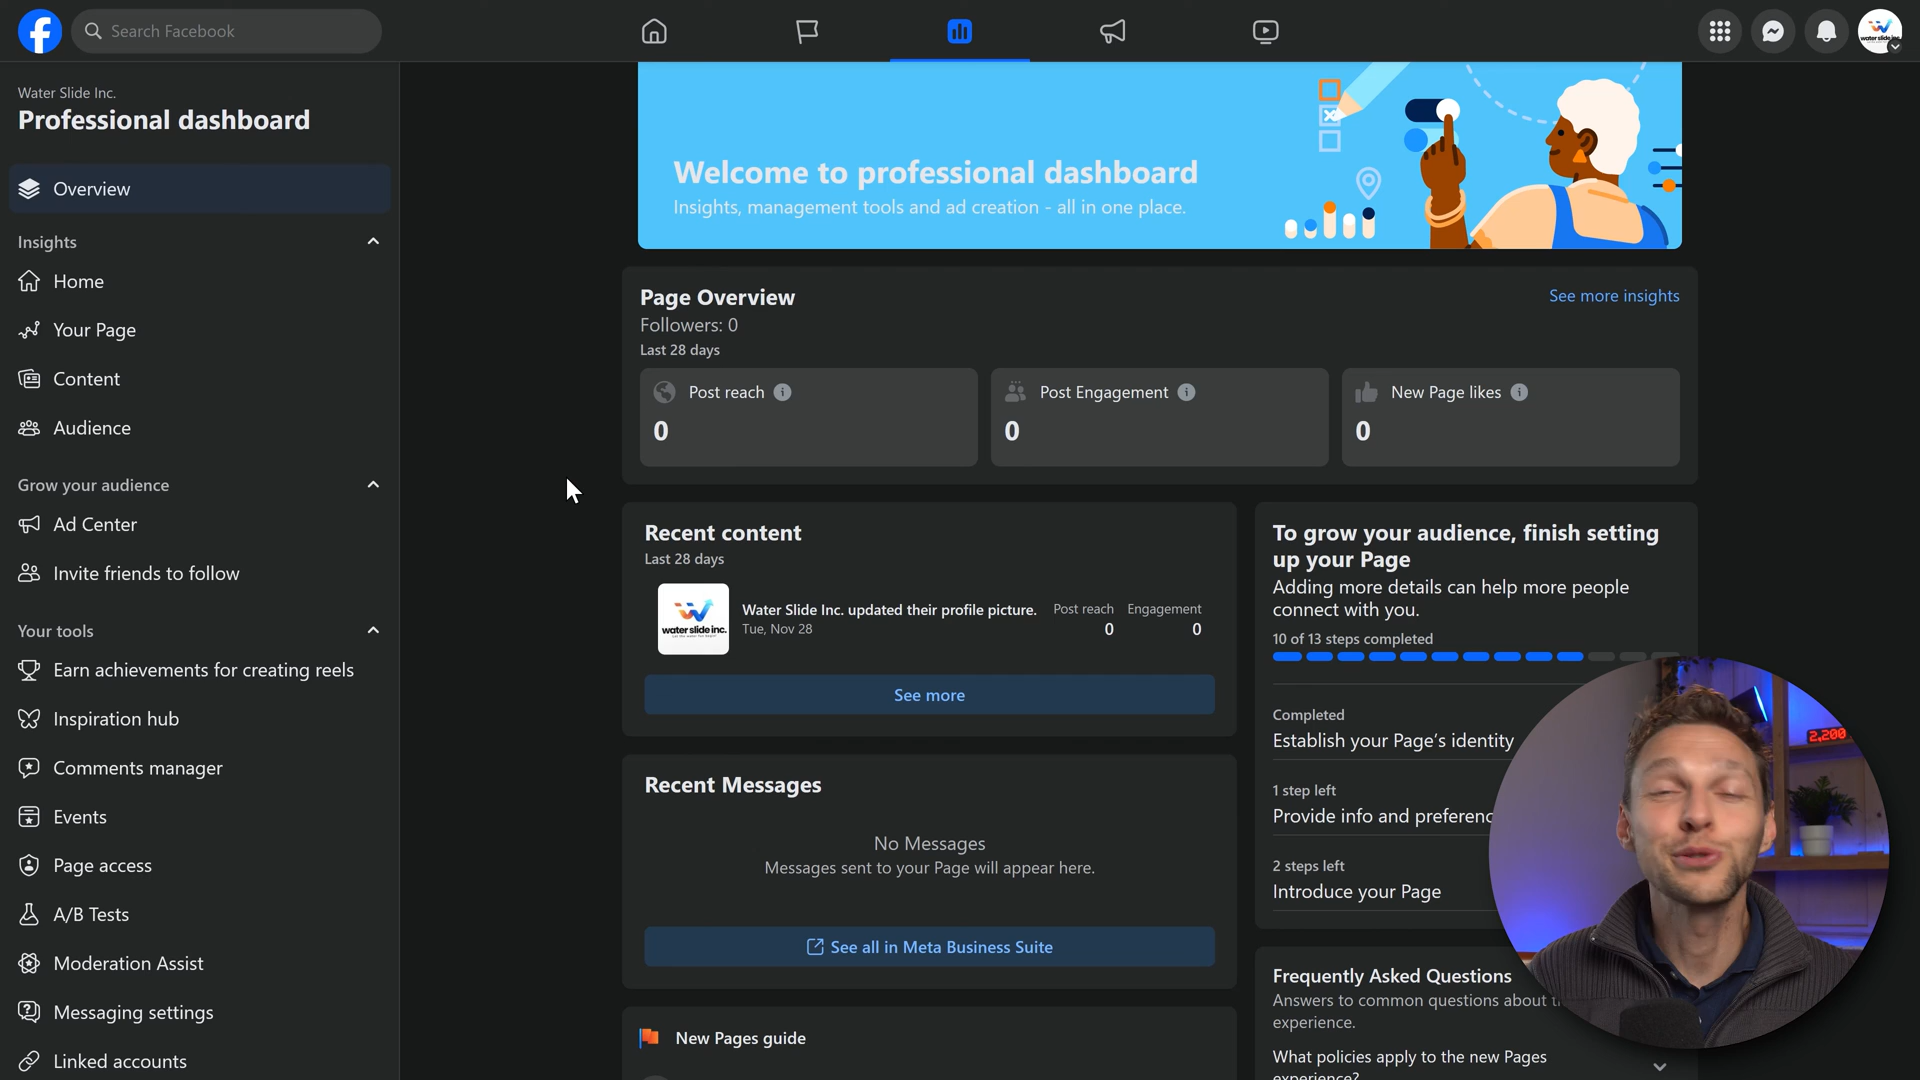 Search Facebook
Water Slide Inc.
Professional dashboard
Overview
Insights
Home
Your Page
Content
Audience
Grow your audience
Ad Center
Invite friends to follow
Your tools
Earn achievements for creating reels
Inspiration hub
Comments manager
Events
Page access
A/B Tests
Moderation Assist
Messaging settings
Linked accounts
Welcome to professional dashboard
Insights, management tools and ad creation - all in one place.
Page Overview
See more insights
Followers: 0
Last 28 days
Post reach
0
Post Engagement
0
New Page likes
0
Recent content
Last 28 days
water slide inc.
Water Slide Inc. updated their profile picture.
Tue, Nov 28
Post reach
0
Engagement
0
See more
Recent Messages
No Messages
Messages sent to your Page will appear here.
See all in Meta Business Suite
New Pages guide
To grow your audience, finish setting
up your Page
Adding more details can help more people
connect with you.
10 of 13 steps completed
Completed
Establish your Page's identity
1 step left
Provide info and preferenc
2 steps left
Introduce your Page
Frequently Asked Questions
Answers to common questions about
experience.
What policies apply to the new Pages
experience?
2,200